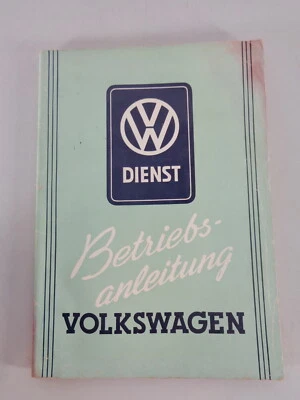 VW
DIENST
Betriebs-
anleitung
VOLKSWAGEN